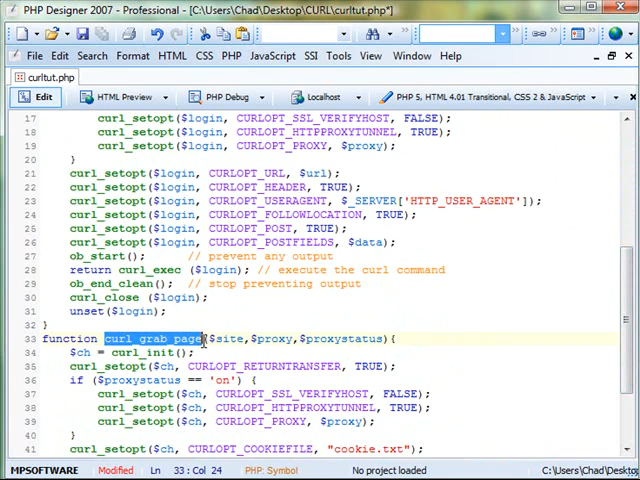 PHP Designer 2007 - Professional - [C:\Users\Chad\Desktop\CURL\curltut.php*]
File Edit Search Format HTML CSS PHP JavaScript SSI Tools View Window Help
curltut.php
Edit HTML Preview PHP Debug Localhost PHP 5, HTML 4.01 Transitional, CSS 2 & JavaScript
17 curl_setopt($login, CURLOPT_SSL_VERIFYHOST, FALSE);
18 curl_setopt($login, CURLOPT_HTTPPROXYTUNNEL, TRUE);
19 curl_setopt($login, CURLOPT_PROXY, $proxy);
20 }
21 curl_setopt($login, CURLOPT_URL, $url);
22 curl_setopt($login, CURLOPT_HEADER, TRUE);
23 curl_setopt($login, CURLOPT_USERAGENT, $_SERVER['HTTP_USER_AGENT']);
24 curl_setopt($login, CURLOPT_FOLLOWLOCATION, TRUE);
25 curl_setopt($login, CURLOPT_POST, TRUE);
26 curl_setopt($login, CURLOPT_POSTFIELDS, $data);
27 ob_start(); // prevent any output
28 return curl_exec ($login); // execute the curl command
29 ob_end_clean(); // stop preventing output
30 curl_close ($login);
31 unset($login);
32 }
33 function curl_grab_page($site,$proxy,$proxystatus){
34 $ch = curl_init();
35 curl_setopt($ch, CURLOPT_RETURNTRANSFER, TRUE);
36 if ($proxystatus == 'on') {
37 curl_setopt($ch, CURLOPT_SSL_VERIFYHOST, FALSE);
38 curl_setopt($ch, CURLOPT_HTTPPROXYTUNNEL, TRUE);
39 curl_setopt($ch, CURLOPT_PROXY, $proxy);
40 }
41 curl_setopt($ch, CURLOPT_COOKIEFILE, "cookie.txt");
MPSOFTWARE Modified Ln 33 : Col 24 PHP: Symbol No project loaded C:\Users\Chad\Deskto